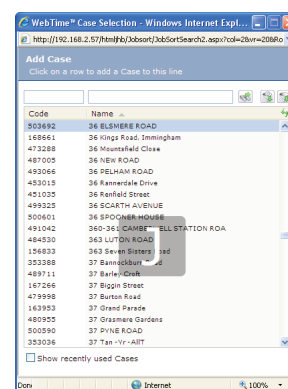 WebTime™ Case Selection - Windows Internet Expl...
http://192.168.2.57/html/jhb/Jobsort/JobSortSearch2.aspx?col=2&vr=20&Ro
Add Case
Click on a row to add a Case to this line
Code Name
503692 36 ELSMERE ROAD
168661 36 Kings Road, Immingham
473288 36 Mountsfield Close
487005 36 NEW ROAD
493066 36 PELHAM ROAD
453015 36 Rannerdale Drive
451035 36 Renfield Street
499325 36 SCARTH AVENUE
500601 36 SPOONER HOUSE
491042 360-361 CAMBERWELL STATION ROA
484530 363 LUTON ROAD
156833 363 Seven Sisters Road
353388 37 Bannockburn Road
489711 37 Barley Croft
167266 37 Biggin Street
479998 37 Burton Road
163953 37 Grand Parade
480955 37 Grasmere Gardens
500590 37 PYNE ROAD
353036 37 Tan -Yr -AllT
J
Show recently used Cases
Done Internet 100%